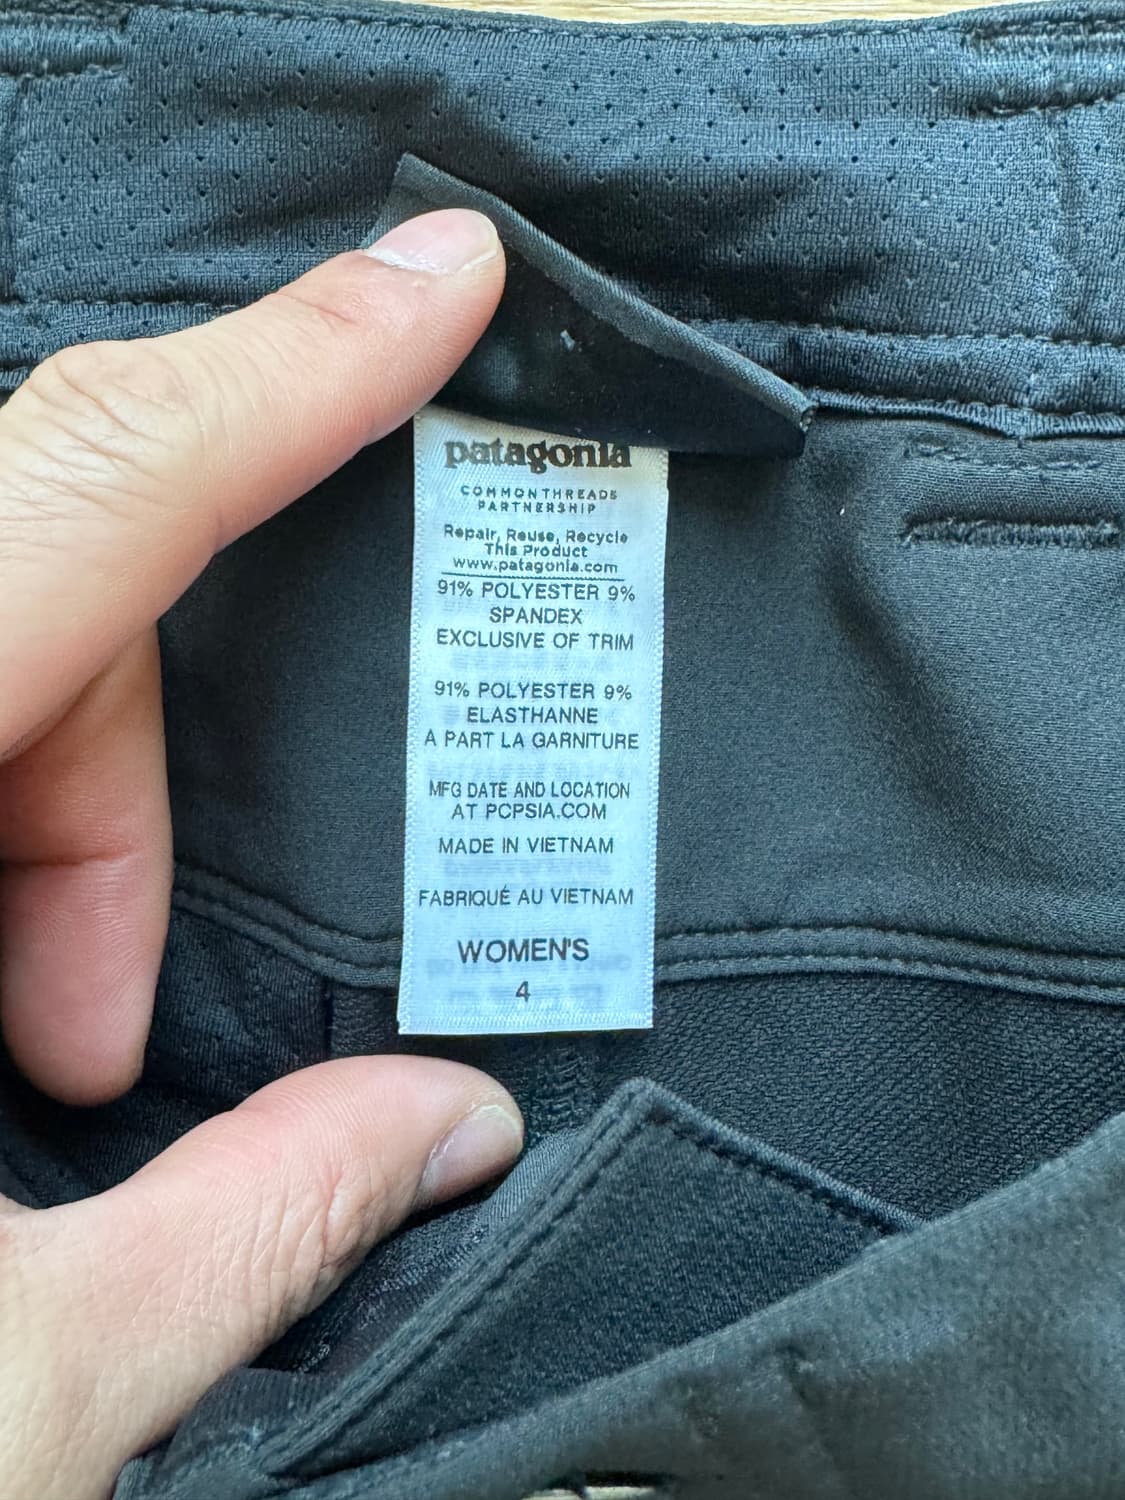 patagonia
COMMON THREADS
PARTNERSHIP
Repair, Reuse, Recycle
This Product
www.patagonia.com
91% POLYESTER 9%
SPANDEX
EXCLUSIVE OF TRIM
91% POLYESTER 9%
ELASTHANNE
A PART LA GARNITURE
MFG DATE AND LOCATION
AT PCPSIA.COM
MADE IN VIETNAM
FABRIQUÉ AU VIETNAM
WOMEN'S
4